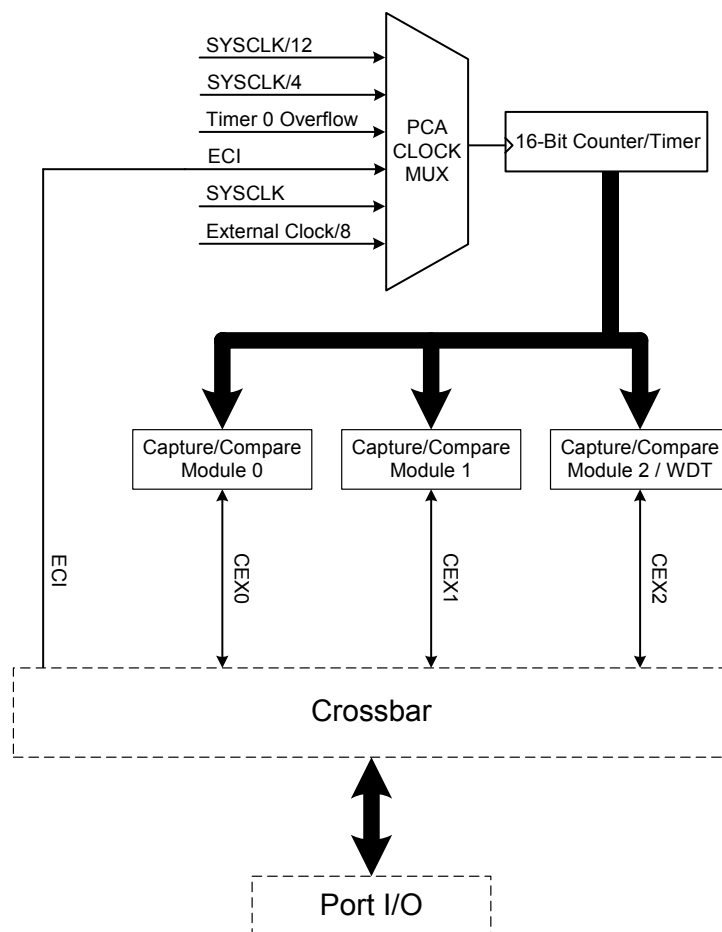 SYSCLK/12
SYSCLK/4
Timer 0 Overflow
ECI
SYSCLK
External Clock/8
PCA
CLOCK
MUX
16-Bit Counter/Timer
Capture/Compare
Module 0
Capture/Compare
Module 1
Capture/Compare
Module 2 / WDT
ECI
CEX0
CEX1
CEX2
Crossbar
Port I/O